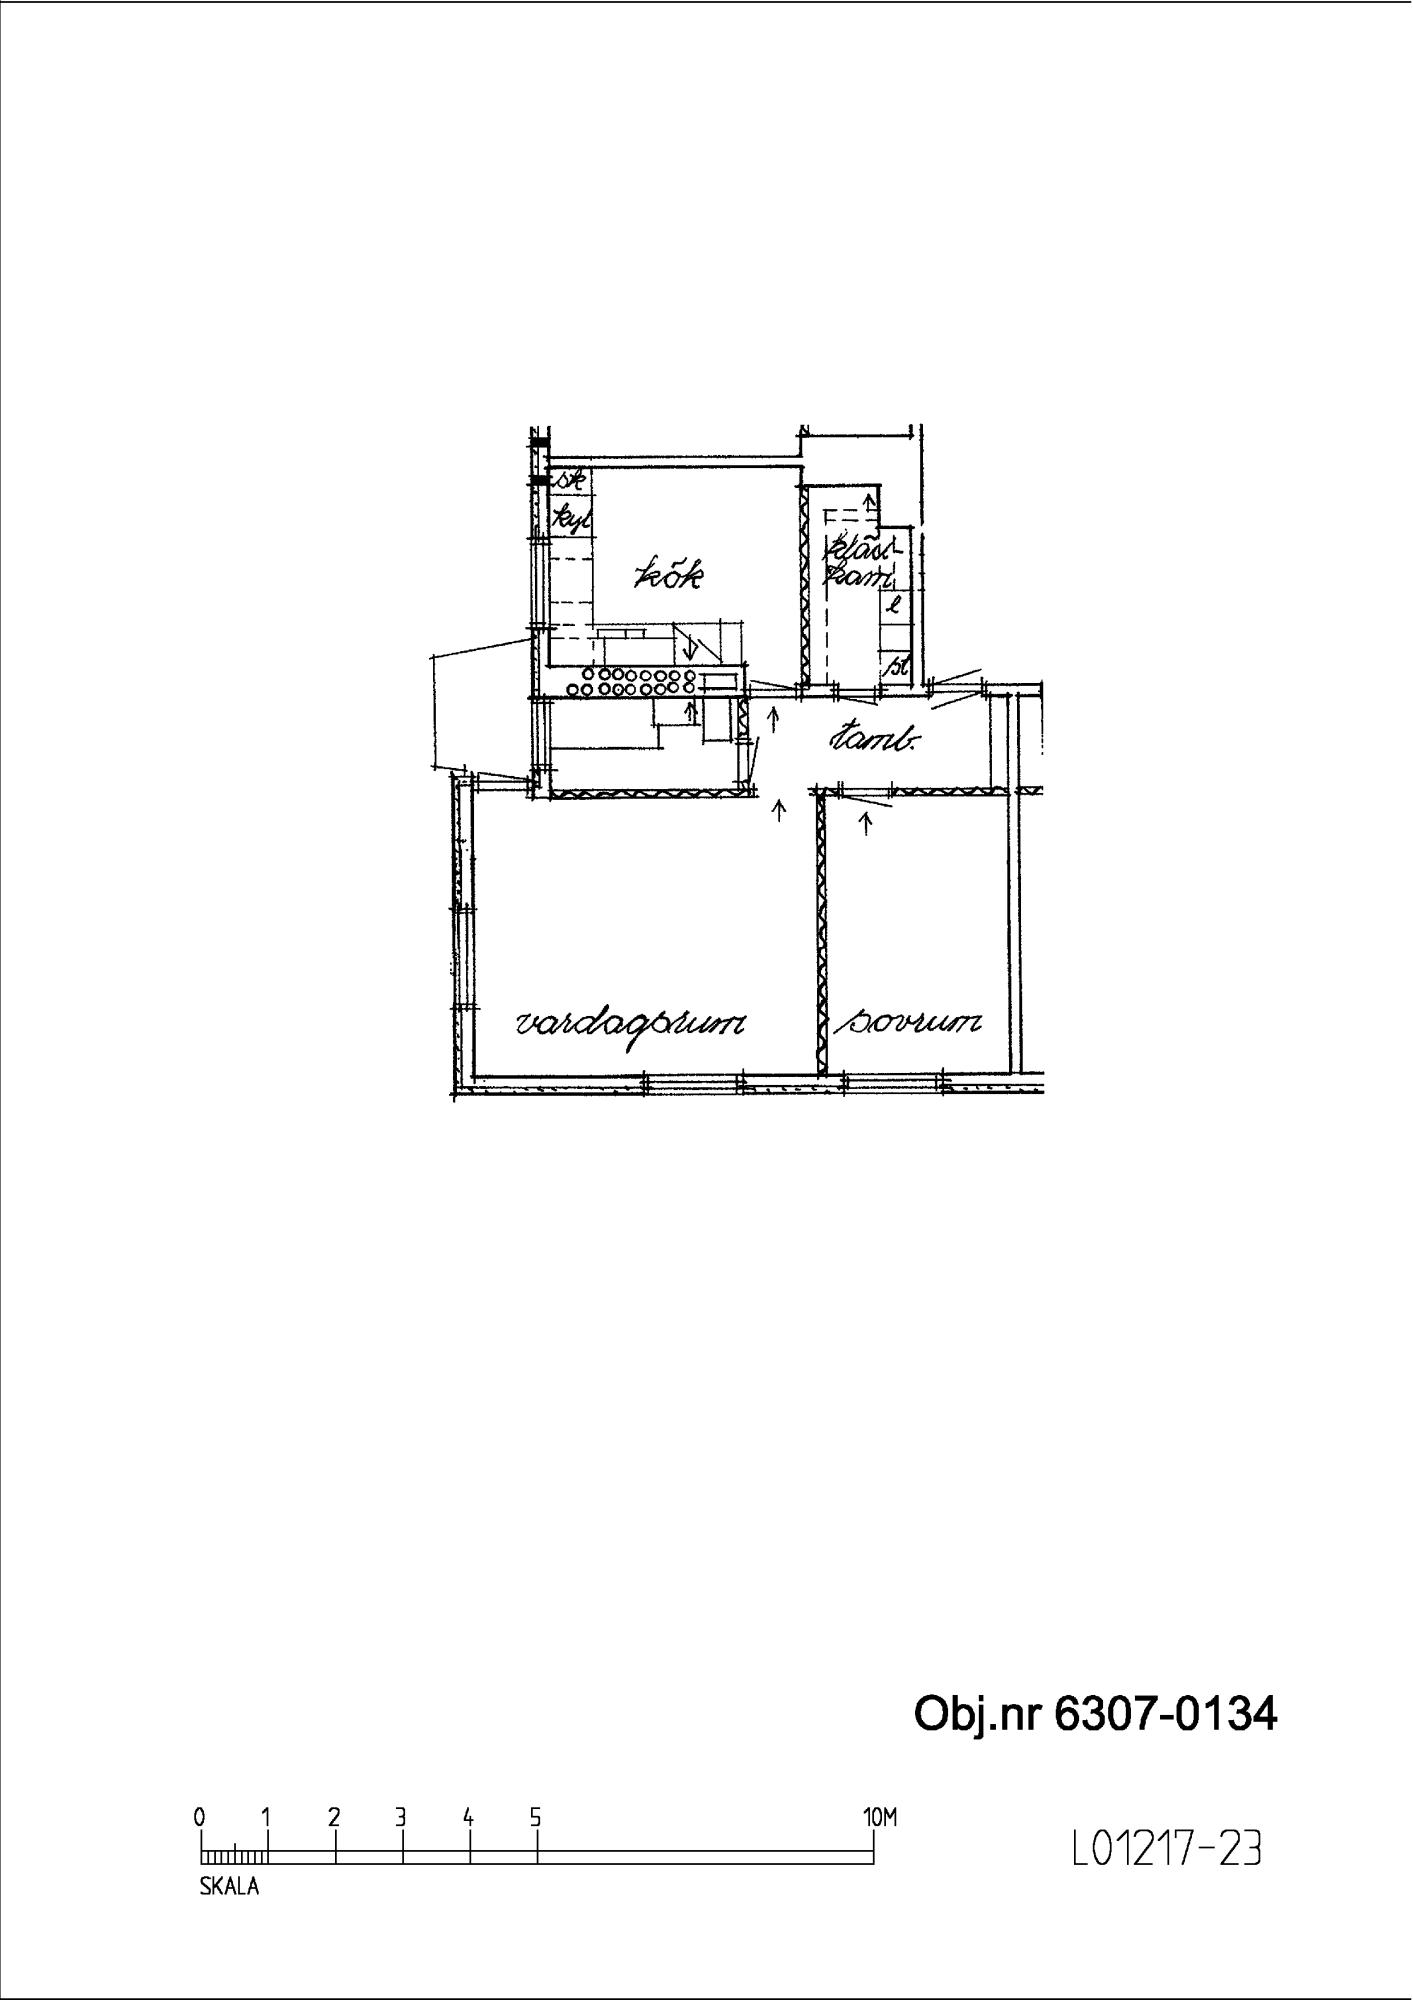 sk
kyl
kök
kläd
kam
l
st
tamb.
vardagsrum
sovrum
Obj.nr 6307-0134
0 1 2 3 4 5 10M
SKALA
L01217-23